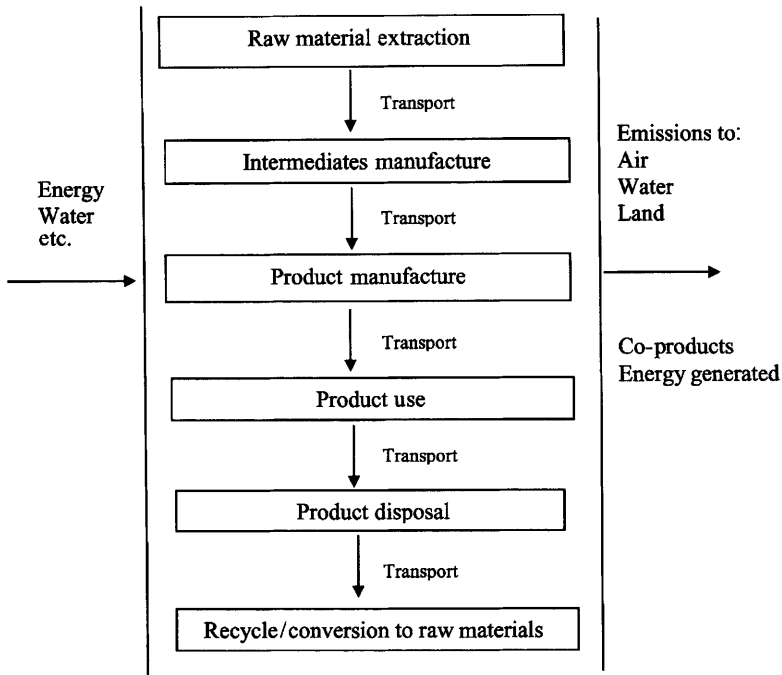 Raw material extraction
Transport
Intermediates manufacture
Transport
Product manufacture
Transport
Product use
Transport
Product disposal
Transport
Recycle/conversion to raw materials
Energy
Water
etc.
Emissions to:
Air
Water
Land
Co-products
Energy generated